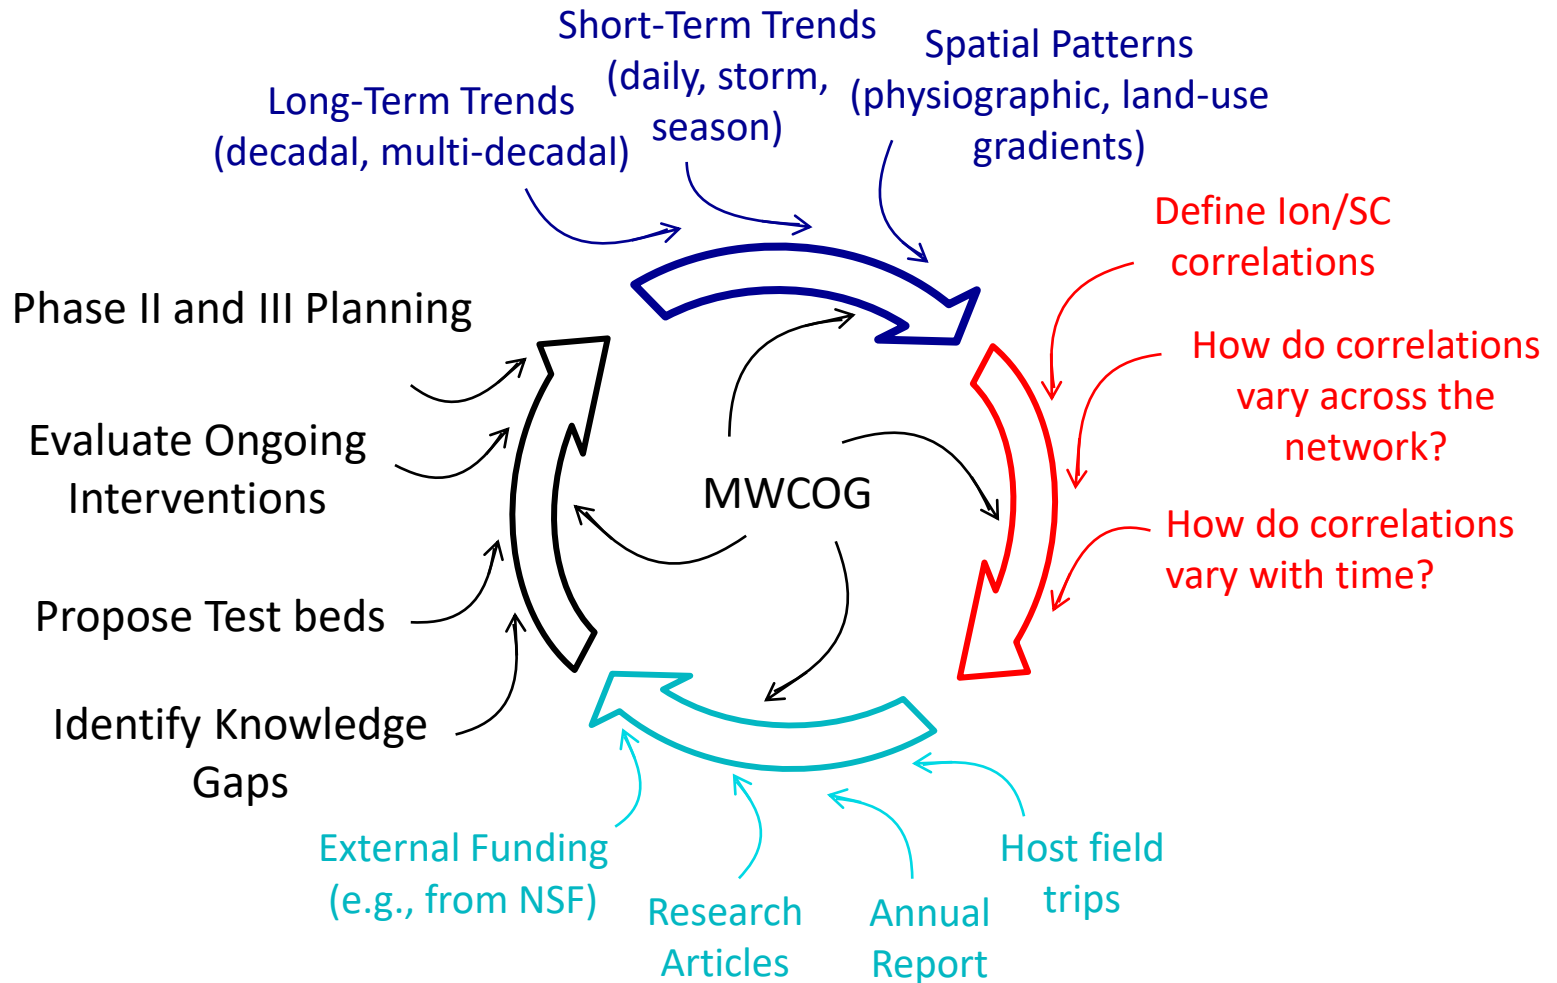 Short-Term Trends
(daily, storm,
season)
Spatial Patterns
(physiographic, land-use
gradients)
Long-Term Trends
(decadal, multi-decadal)
Define Ion/SC
correlations
Phase II and III Planning
How do correlations
vary across the
network?
Evaluate Ongoing
Interventions
MWCOG
How do correlations
vary with time?
Propose Test beds
Identify Knowledge
Gaps
External Funding
(e.g., from NSF)
Research
Articles
Annual
Report
Host field
trips